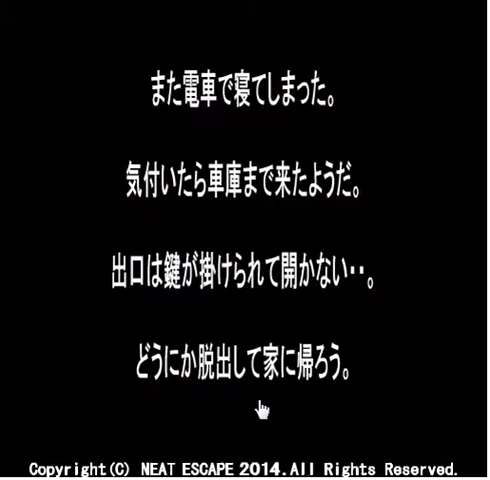 また電車で寝てしまった。
気付いたら車庫まで来たようだ。
出口は鍵が掛けられて開かない・・。
どうにか脱出して家に帰ろう。
Copyright(C) NEAT ESCAPE 2014.All Rights Reserved.